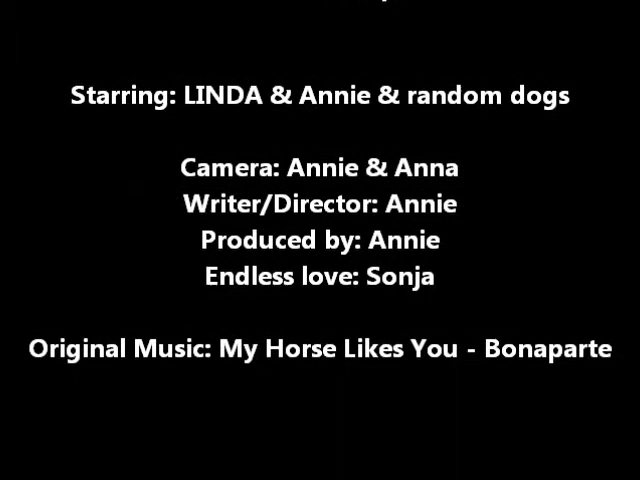 Starring: LINDA & Annie & random dogs
Camera: Annie & Anna
Writer/Director: Annie
Produced by: Annie
Endless love: Sonja
Original Music: My Horse Likes You - Bonaparte